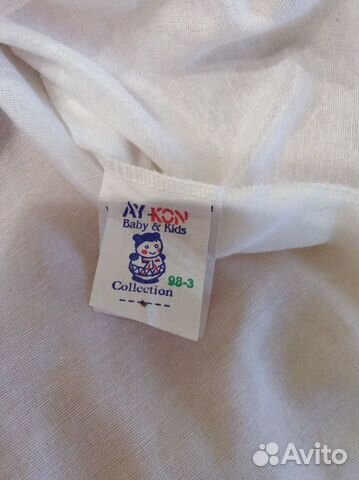 AY-KON
Baby & Kids
98-3
Collection
Avito